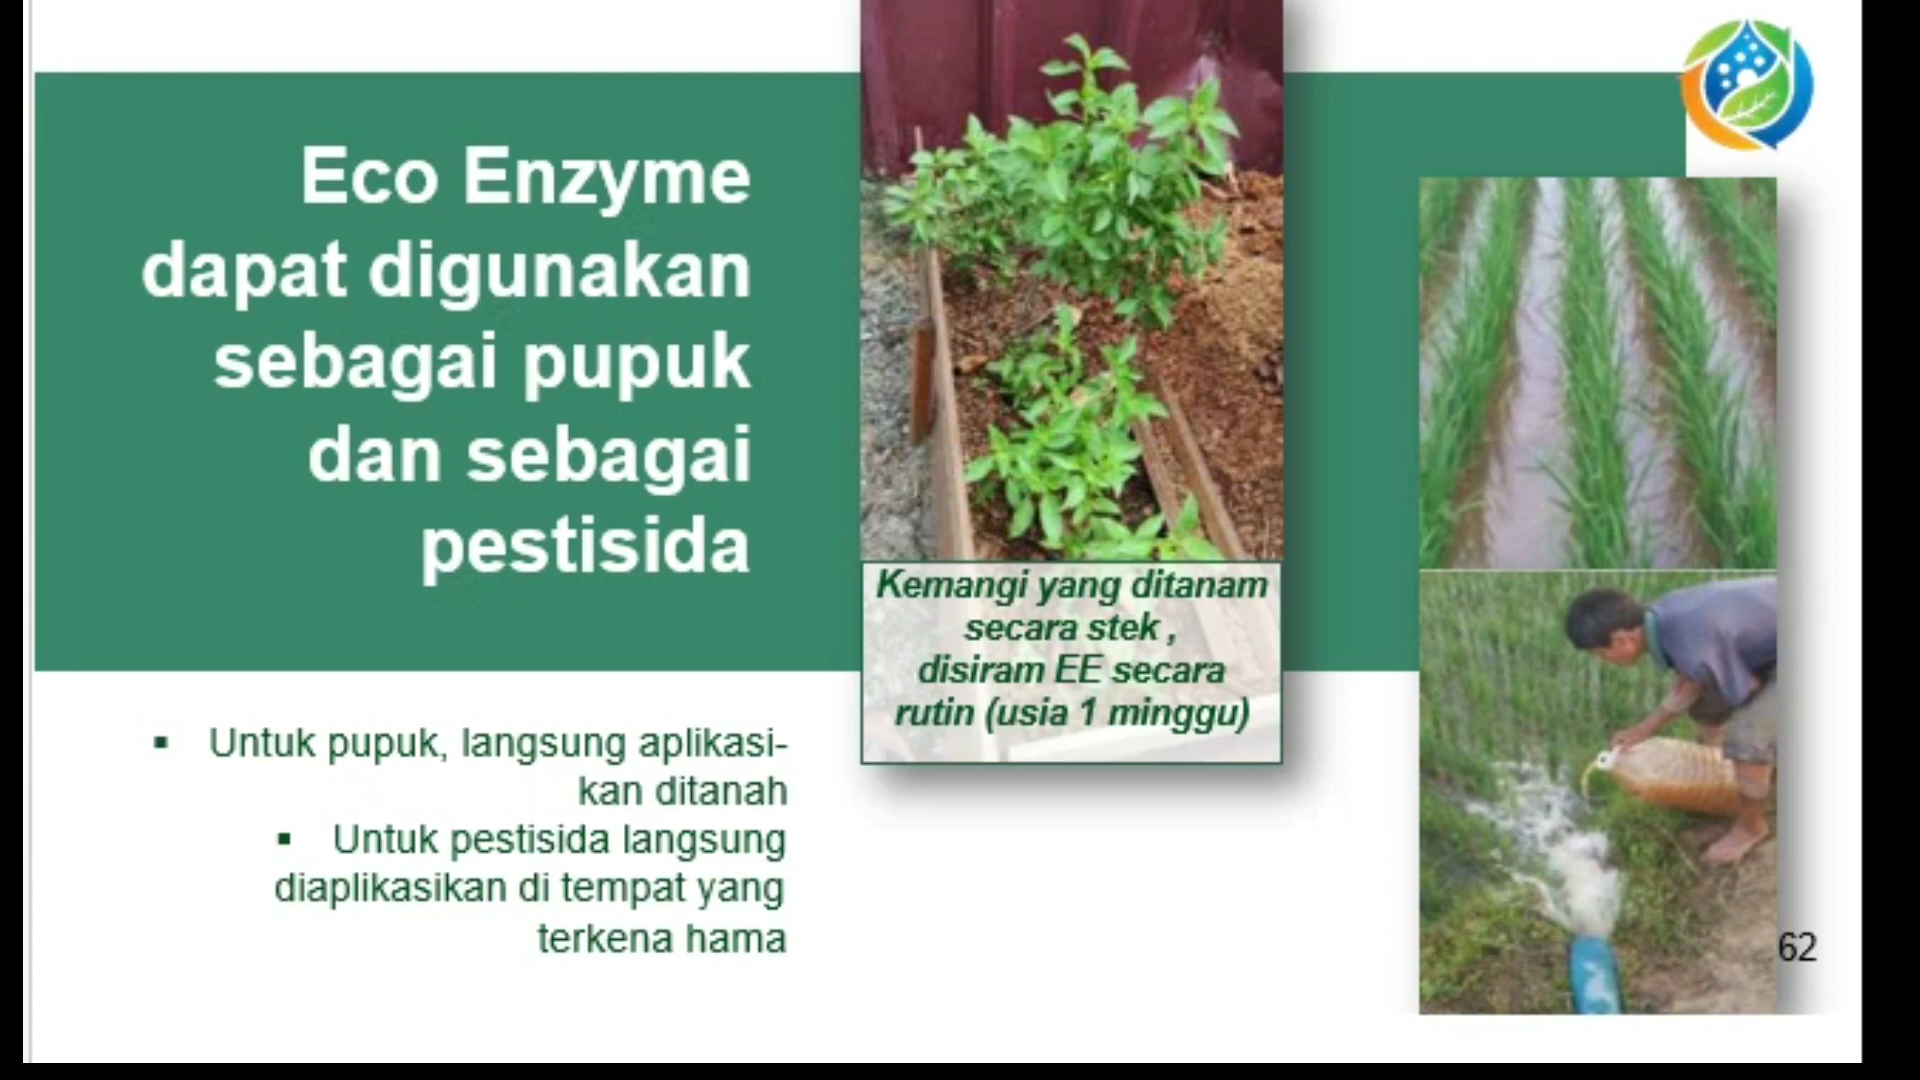 Eco Enzyme
dapat digunakan
sebagai pupuk
dan sebagai
pestisida
Kemangi yang ditanam
secara stek ,
disiram EE secara
rutin (usia 1 minggu)
▪ Untuk pupuk, langsung aplikasi-
kan ditanah
▪ Untuk pestisida langsung
diaplikasikan di tempat yang
terkena hama
62